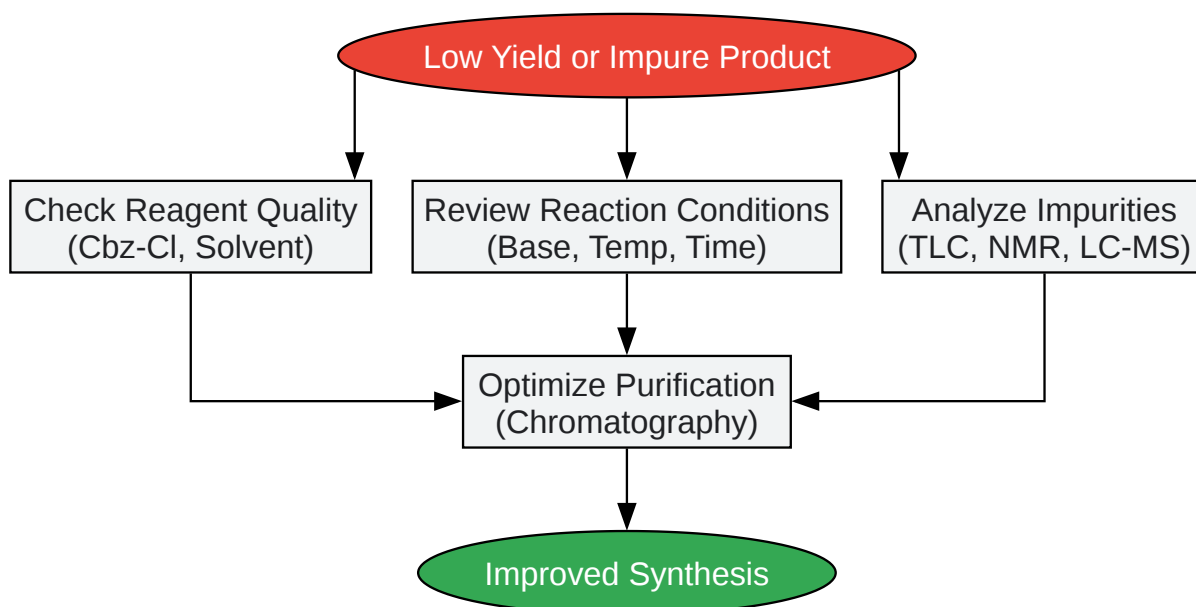 Low Yield or Impure Product
Check Reagent Quality
(Cbz-Cl, Solvent)
Review Reaction Conditions
(Base, Temp, Time)
Analyze Impurities
(TLC, NMR, LC-MS)
Optimize Purification
(Chromatography)
Improved Synthesis